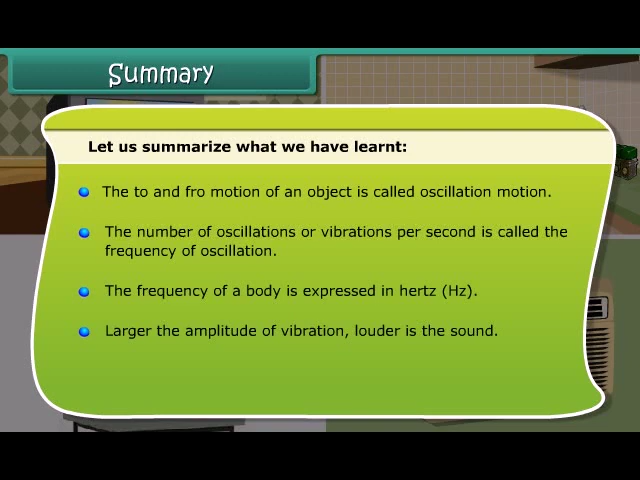 Summary
Let us summarize what we have learnt:
The to and fro motion of an object is called oscillation motion.
The number of oscillations or vibrations per second is called the
frequency of oscillation.
The frequency of a body is expressed in hertz (Hz).
Larger the amplitude of vibration, louder is the sound.